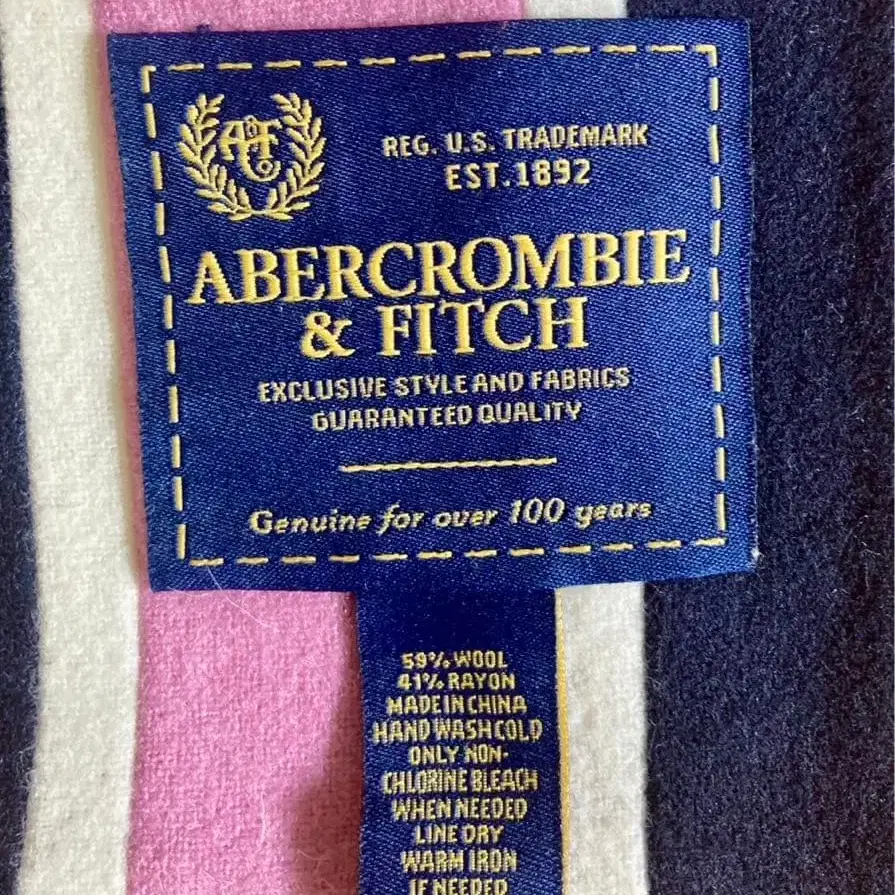 A&F Co
REG. U.S. TRADEMARK
EST.1892
ABERCROMBIE
& FITCH
EXCLUSIVE STYLE AND FABRICS
GUARANTEED QUALITY
Genuine for over 100 years
59% WOOL
41% RAYON
MADE IN CHINA
HAND WASH COLD
ONLY NON-
CHLORINE BLEACH
WHEN NEEDED
LINE DRY
WARM IRON
IF NEEDED